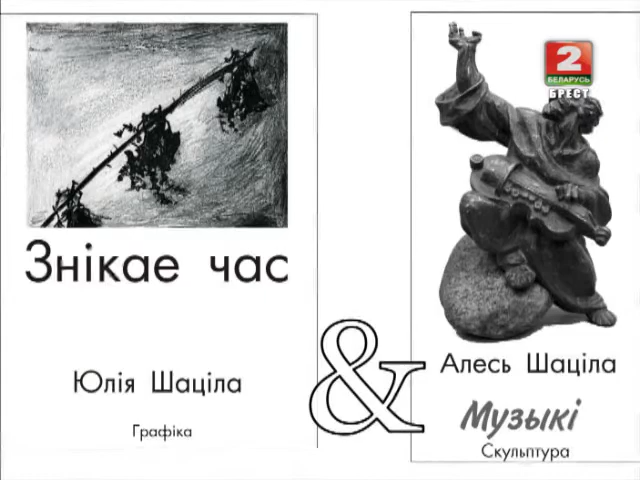 Знікае час
Юлія Шаціла
Графіка
&
Алесь Шаціла
Музыкі
Скульптура
2
БЕЛАРУСЬ
БРЕСТ